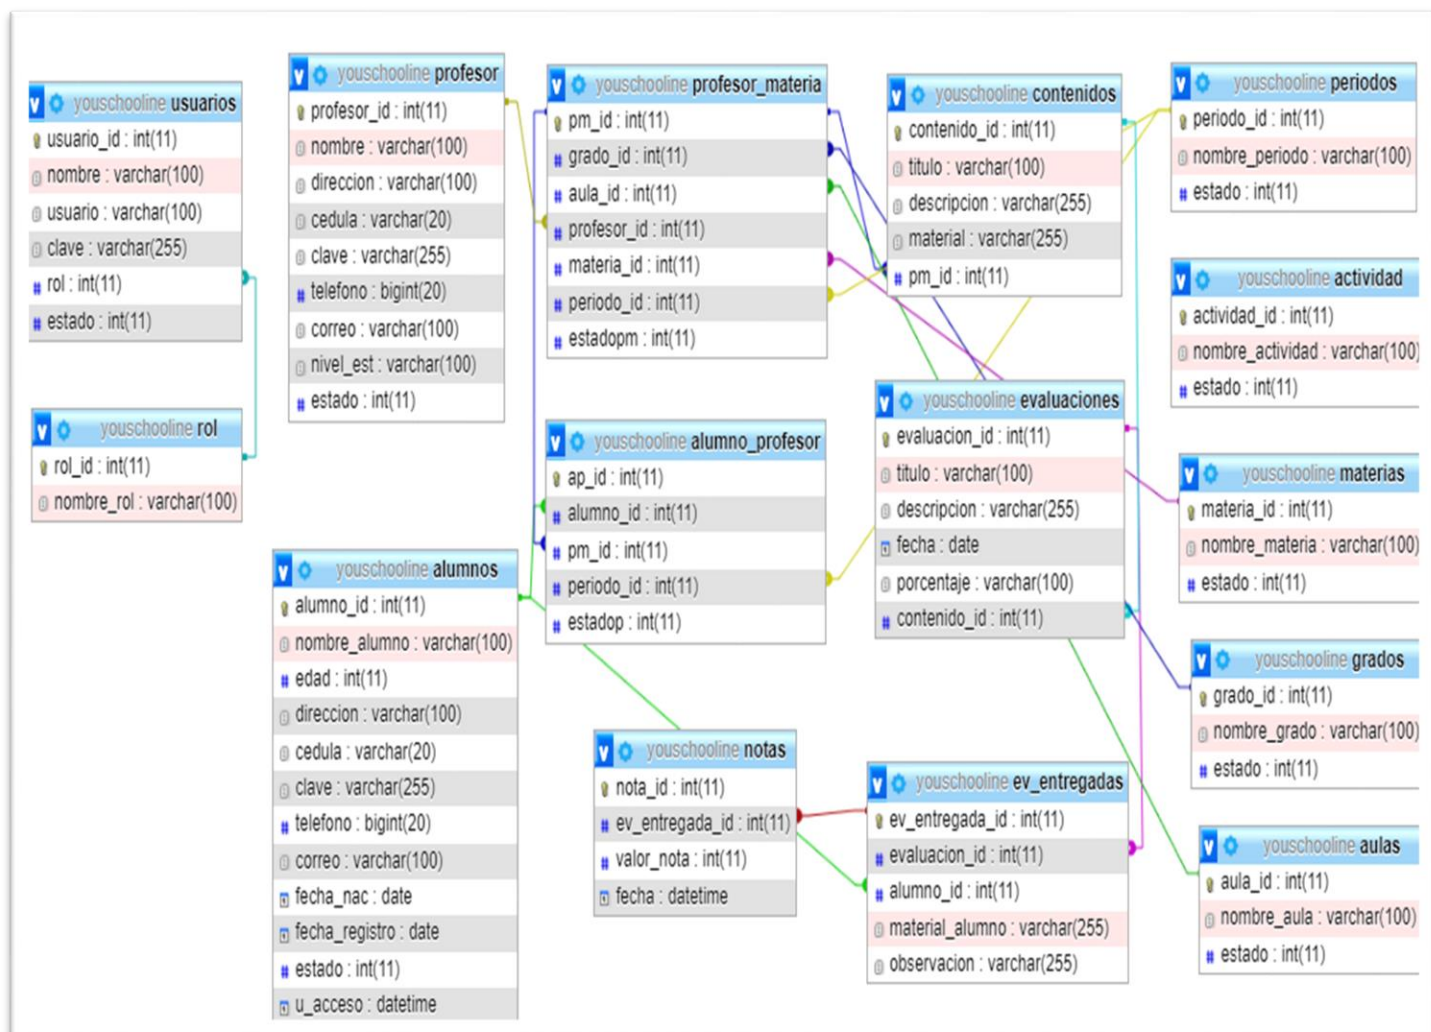 youschooline usuarios
usuario_id : int(11)
nombre : varchar(100)
usuario : varchar(100)
clave : varchar(255)
rol : int(11)
estado : int(11)
youschooline rol
rol_id : int(11)
nombre_rol : varchar(100)
youschooline profesor
profesor_id : int(11)
nombre : varchar(100)
direccion : varchar(100)
cedula : varchar(20)
clave : varchar(255)
telefono : bigint(20)
correo : varchar(100)
nivel_est : varchar(100)
estado : int(11)
youschooline alumnos
alumno_id : int(11)
nombre_alumno : varchar(100)
edad : int(11)
direccion : varchar(100)
cedula : varchar(20)
clave : varchar(255)
telefono : bigint(20)
correo : varchar(100)
fecha_nac : date
fecha_registro : date
estado : int(11)
u_acceso : datetime
youschooline profesor_materia
pm_id : int(11)
grado_id : int(11)
aula_id : int(11)
profesor_id : int(11)
materia_id : int(11)
periodo_id : int(11)
estadopm : int(11)
youschooline alumno_profesor
ap_id : int(11)
alumno_id : int(11)
pm_id : int(11)
periodo_id : int(11)
estadop : int(11)
youschooline notas
nota_id : int(11)
ev_entregada_id : int(11)
valor_nota : int(11)
fecha : datetime
youschooline contenidos
contenido_id : int(11)
titulo : varchar(100)
descripcion : varchar(255)
material : varchar(255)
pm_id : int(11)
youschooline evaluaciones
evaluacion_id : int(11)
titulo : varchar(100)
descripcion : varchar(255)
fecha : date
porcentaje : varchar(100)
contenido_id : int(11)
youschooline ev_entregadas
ev_entregada_id : int(11)
evaluacion_id : int(11)
alumno_id : int(11)
material_alumno : varchar(255)
observacion : varchar(255)
youschooline periodos
periodo_id : int(11)
nombre_periodo : varchar(100)
estado : int(11)
youschooline actividad
actividad_id : int(11)
nombre_actividad : varchar(100)
estado : int(11)
youschooline materias
materia_id : int(11)
nombre_materia : varchar(100)
estado : int(11)
youschooline grados
grado_id : int(11)
nombre_grado : varchar(100)
estado : int(11)
youschooline aulas
aula_id : int(11)
nombre_aula : varchar(100)
estado : int(11)